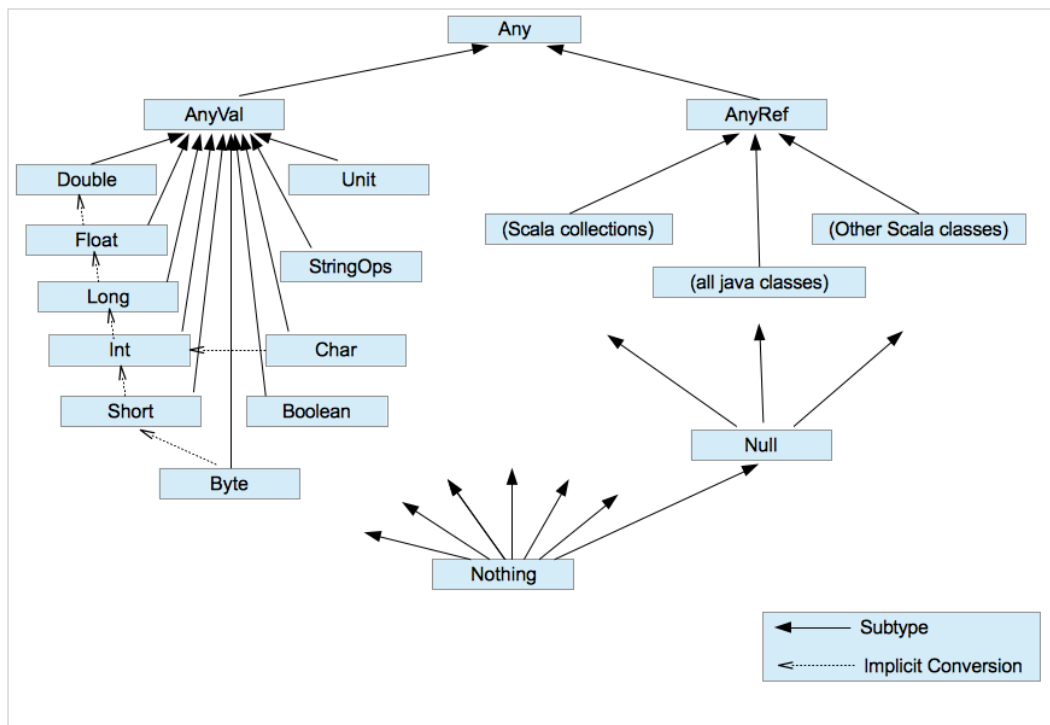 Any
AnyVal
AnyRef
Double
Unit
(Scala collections)
(Other Scala classes)
Float
StringOps
(all java classes)
Long
Int
Char
Short
Boolean
Null
Byte
Nothing
Subtype
Implicit Conversion